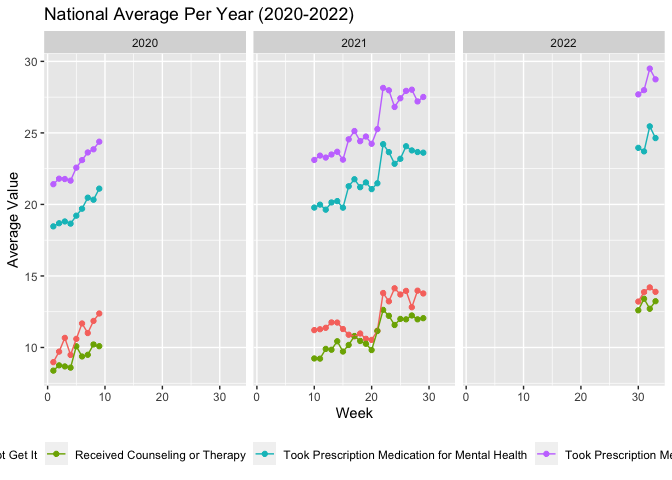 National Average Per Year (2020-2022)
2020 2021 2022
30
25
20
15
10
Average Value
0 10 20 30 0 10 20 30 0 10 20 30
Week
ot Get It Received Counseling or Therapy Took Prescription Medication for Mental Health Took Prescription Me